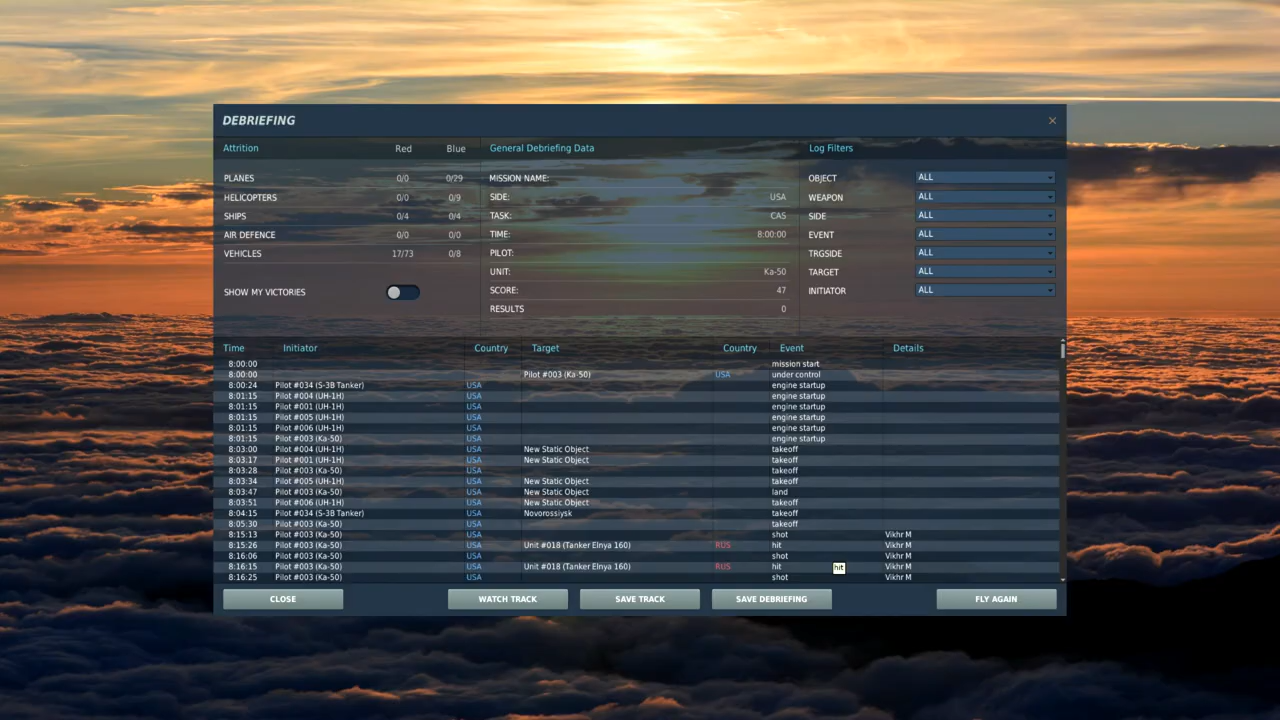 DEBRIEFING
Attrition Red Blue
PLANES 0/0 0/29
HELICOPTERS 0/0 0/9
SHIPS 0/4 0/4
AIR DEFENCE 0/0 0/0
VEHICLES 17/73 0/8
SHOW MY VICTORIES
General Debriefing Data
MISSION NAME:
SIDE: USA
TASK: CAS
TIME: 8:00:00
PILOT:
UNIT: Ka-50
SCORE: 47
RESULTS 0
Log Filters
OBJECT ALL
WEAPON ALL
SIDE ALL
EVENT ALL
TRGSIDE ALL
TARGET ALL
INITIATOR ALL
Time Initiator Country Target Country Event Details
8:00:00 mission start
8:00:00 Pilot #003 (Ka-50) USA under control
8:00:24 Pilot #034 (S-3B Tanker) USA engine startup
8:01:15 Pilot #004 (UH-1H) USA engine startup
8:01:15 Pilot #001 (UH-1H) USA engine startup
8:01:15 Pilot #005 (UH-1H) USA engine startup
8:01:15 Pilot #006 (UH-1H) USA engine startup
8:01:15 Pilot #003 (Ka-50) USA engine startup
8:03:00 Pilot #004 (UH-1H) USA New Static Object takeoff
8:03:17 Pilot #001 (UH-1H) USA New Static Object takeoff
8:03:28 Pilot #003 (Ka-50) USA takeoff
8:03:34 Pilot #005 (UH-1H) USA New Static Object takeoff
8:03:47 Pilot #003 (Ka-50) USA New Static Object land
8:03:51 Pilot #006 (UH-1H) USA New Static Object takeoff
8:04:15 Pilot #034 (S-3B Tanker) USA Novorossiysk takeoff
8:05:30 Pilot #003 (Ka-50) USA takeoff
8:15:13 Pilot #003 (Ka-50) USA shot Vikhr M
8:15:26 Pilot #003 (Ka-50) USA Unit #018 (Tanker Elnya 160) RUS hit Vikhr M
8:16:06 Pilot #003 (Ka-50) USA shot Vikhr M
8:16:15 Pilot #003 (Ka-50) USA Unit #018 (Tanker Elnya 160) RUS hit hit Vikhr M
8:16:25 Pilot #003 (Ka-50) USA shot Vikhr M
CLOSE WATCH TRACK SAVE TRACK SAVE DEBRIEFING FLY AGAIN